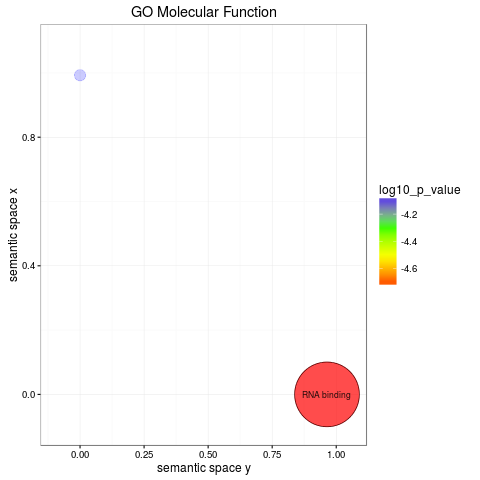 GO Molecular Function
semantic space x
0.8
0.4
0.0
RNA binding
0.00 0.25 0.50 0.75 1.00
semantic space y
log10_p_value
-4.2
-4.4
-4.6